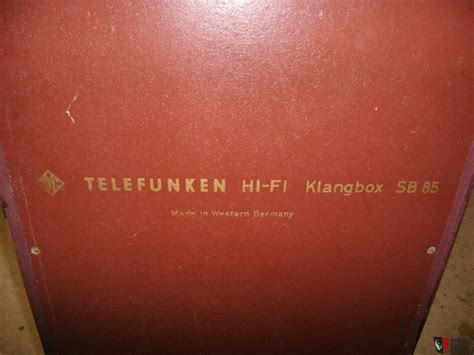 TELEFUNKEN HI-FI Klangbox SB 85
Made in Western Germany